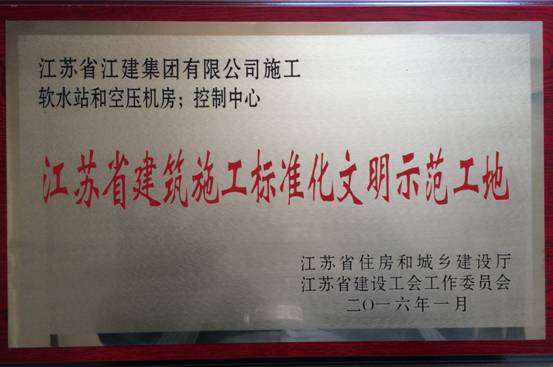 江苏省江建集团有限公司施工
软水站和空压机房；控制中心
江苏省建筑施工标准化文明示范工地
江苏省住房和城乡建设厅
江苏省建设工会工作委员会
二〇一六年一月